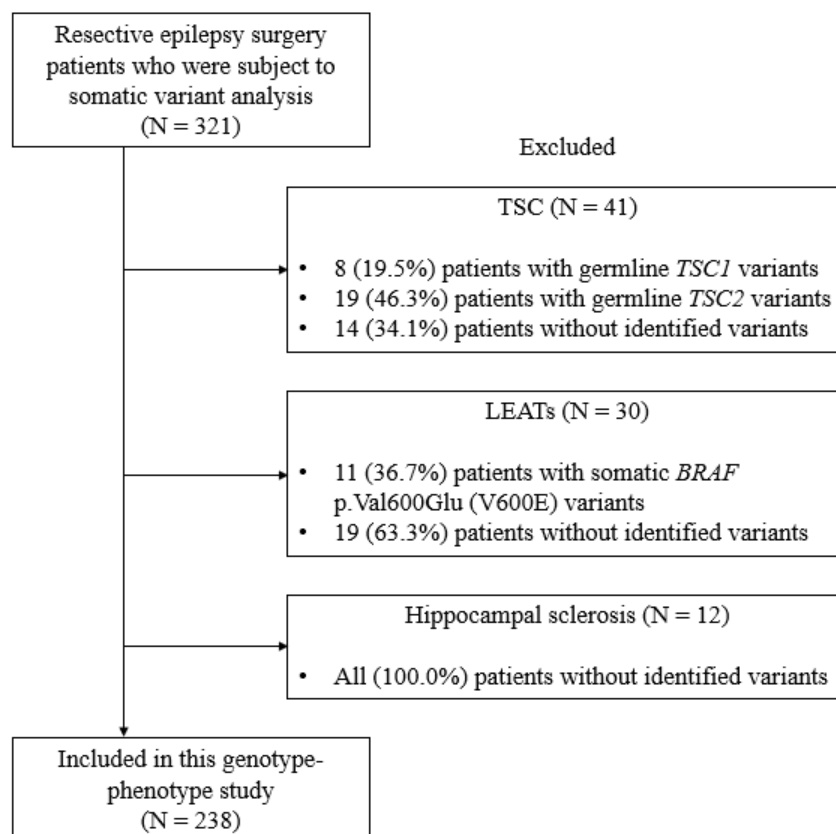 Resective epilepsy surgery
patients who were subject to
somatic variant analysis
(N = 321)
Excluded
TSC (N = 41)
• 8 (19.5%) patients with germline TSC1 variants
• 19 (46.3%) patients with germline TSC2 variants
• 14 (34.1%) patients without identified variants
LEATs (N = 30)
• 11 (36.7%) patients with somatic BRAF
p.Val600Glu (V600E) variants
• 19 (63.3%) patients without identified variants
Hippocampal sclerosis (N = 12)
• All (100.0%) patients without identified variants
Included in this genotype-
phenotype study
(N = 238)